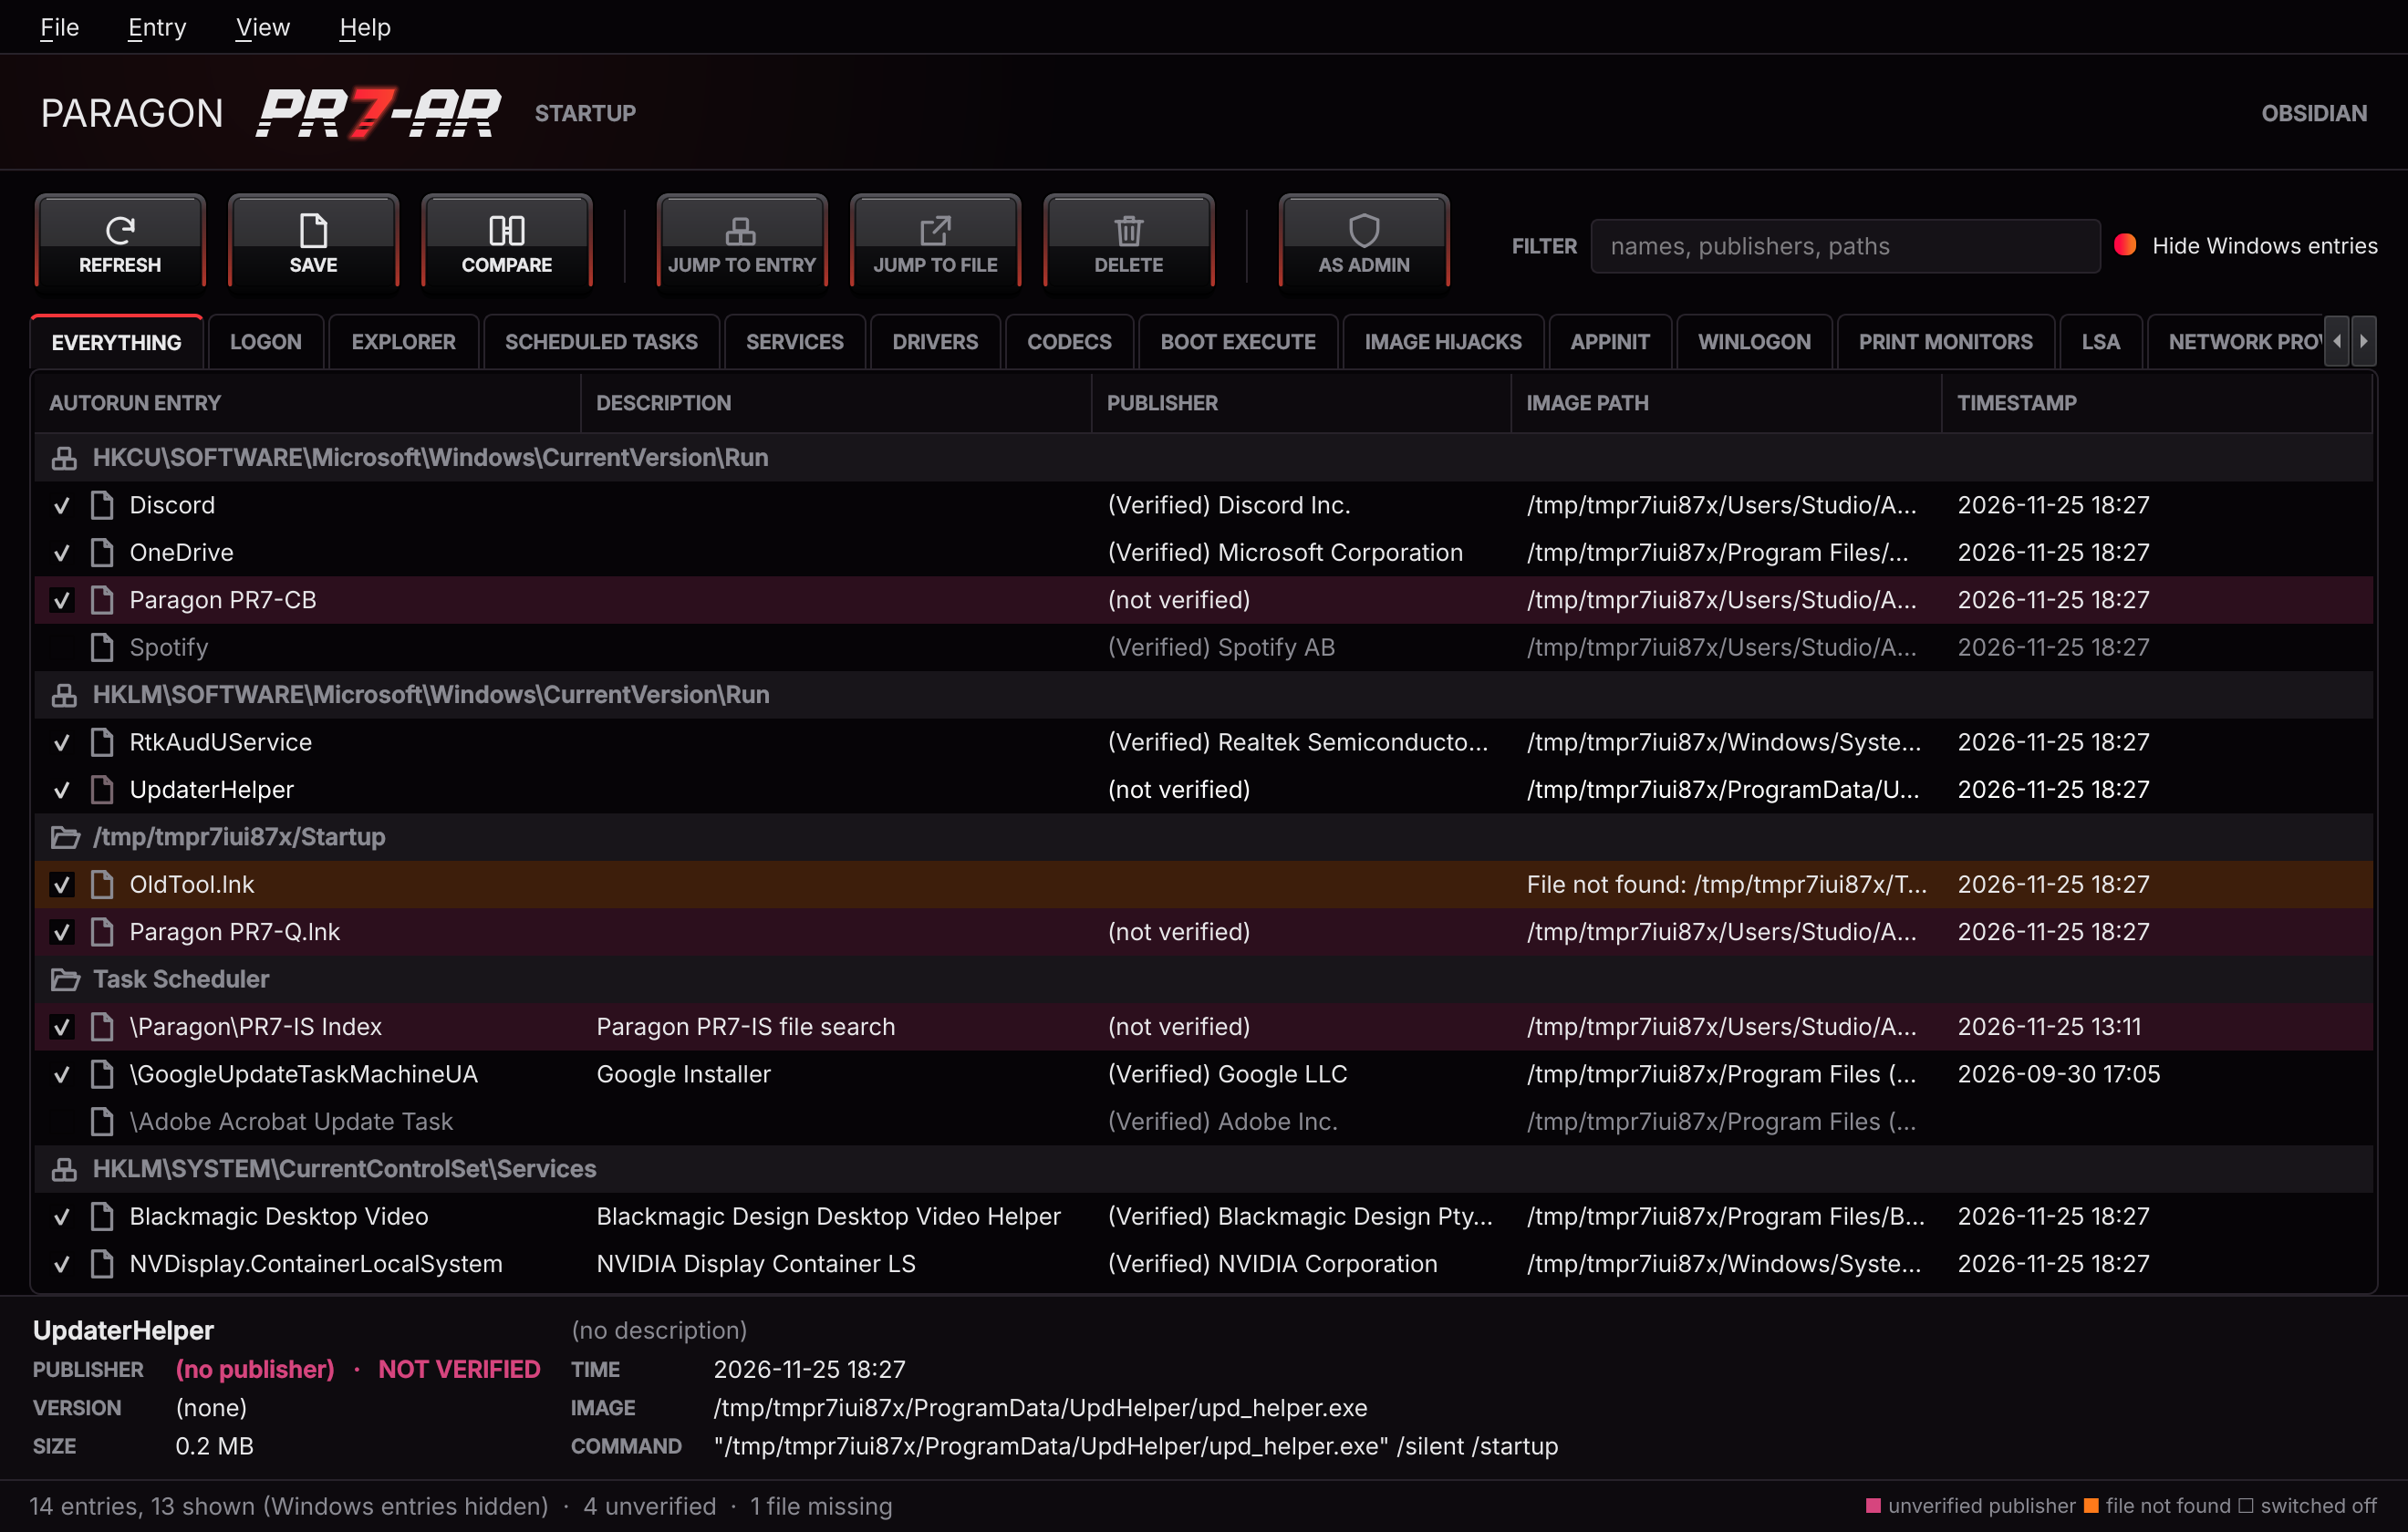 File Entry View Help
PARAGON PR7-AR STARTUP OBSIDIAN
REFRESH SAVE COMPARE JUMP TO ENTRY JUMP TO FILE DELETE AS ADMIN FILTER names, publishers, paths Hide Windows entries
EVERYTHING LOGON EXPLORER SCHEDULED TASKS SERVICES DRIVERS CODECS BOOT EXECUTE IMAGE HIJACKS APPINIT WINLOGON PRINT MONITORS LSA NETWORK PROV
AUTORUN ENTRY DESCRIPTION PUBLISHER IMAGE PATH TIMESTAMP
HKCU\SOFTWARE\Microsoft\Windows\CurrentVersion\Run
Discord (Verified) Discord Inc. /tmp/tmpr7iui87x/Users/Studio/A... 2026-11-25 18:27
OneDrive (Verified) Microsoft Corporation /tmp/tmpr7iui87x/Program Files/... 2026-11-25 18:27
Paragon PR7-CB (not verified) /tmp/tmpr7iui87x/Users/Studio/A... 2026-11-25 18:27
Spotify (Verified) Spotify AB /tmp/tmpr7iui87x/Users/Studio/A... 2026-11-25 18:27
HKLM\SOFTWARE\Microsoft\Windows\CurrentVersion\Run
RtkAudUService (Verified) Realtek Semiconducto... /tmp/tmpr7iui87x/Windows/Syste... 2026-11-25 18:27
UpdaterHelper (not verified) /tmp/tmpr7iui87x/ProgramData/U... 2026-11-25 18:27
/tmp/tmpr7iui87x/Startup
OldTool.lnk File not found: /tmp/tmpr7iui87x/T... 2026-11-25 18:27
Paragon PR7-Q.lnk (not verified) /tmp/tmpr7iui87x/Users/Studio/A... 2026-11-25 18:27
Task Scheduler
\Paragon\PR7-IS Index Paragon PR7-IS file search (not verified) /tmp/tmpr7iui87x/Users/Studio/A... 2026-11-25 13:11
\GoogleUpdateTaskMachineUA Google Installer (Verified) Google LLC /tmp/tmpr7iui87x/Program Files (... 2026-09-30 17:05
\Adobe Acrobat Update Task (Verified) Adobe Inc. /tmp/tmpr7iui87x/Program Files (...
HKLM\SYSTEM\CurrentControlSet\Services
Blackmagic Desktop Video Blackmagic Design Desktop Video Helper (Verified) Blackmagic Design Pty... /tmp/tmpr7iui87x/Program Files/B... 2026-11-25 18:27
NVDisplay.ContainerLocalSystem NVIDIA Display Container LS (Verified) NVIDIA Corporation /tmp/tmpr7iui87x/Windows/Syste... 2026-11-25 18:27
UpdaterHelper (no description)
PUBLISHER (no publisher) · NOT VERIFIED TIME 2026-11-25 18:27
VERSION (none) IMAGE /tmp/tmpr7iui87x/ProgramData/UpdHelper/upd_helper.exe
SIZE 0.2 MB COMMAND "/tmp/tmpr7iui87x/ProgramData/UpdHelper/upd_helper.exe" /silent /startup
14 entries, 13 shown (Windows entries hidden) · 4 unverified · 1 file missing unverified publisher file not found switched off